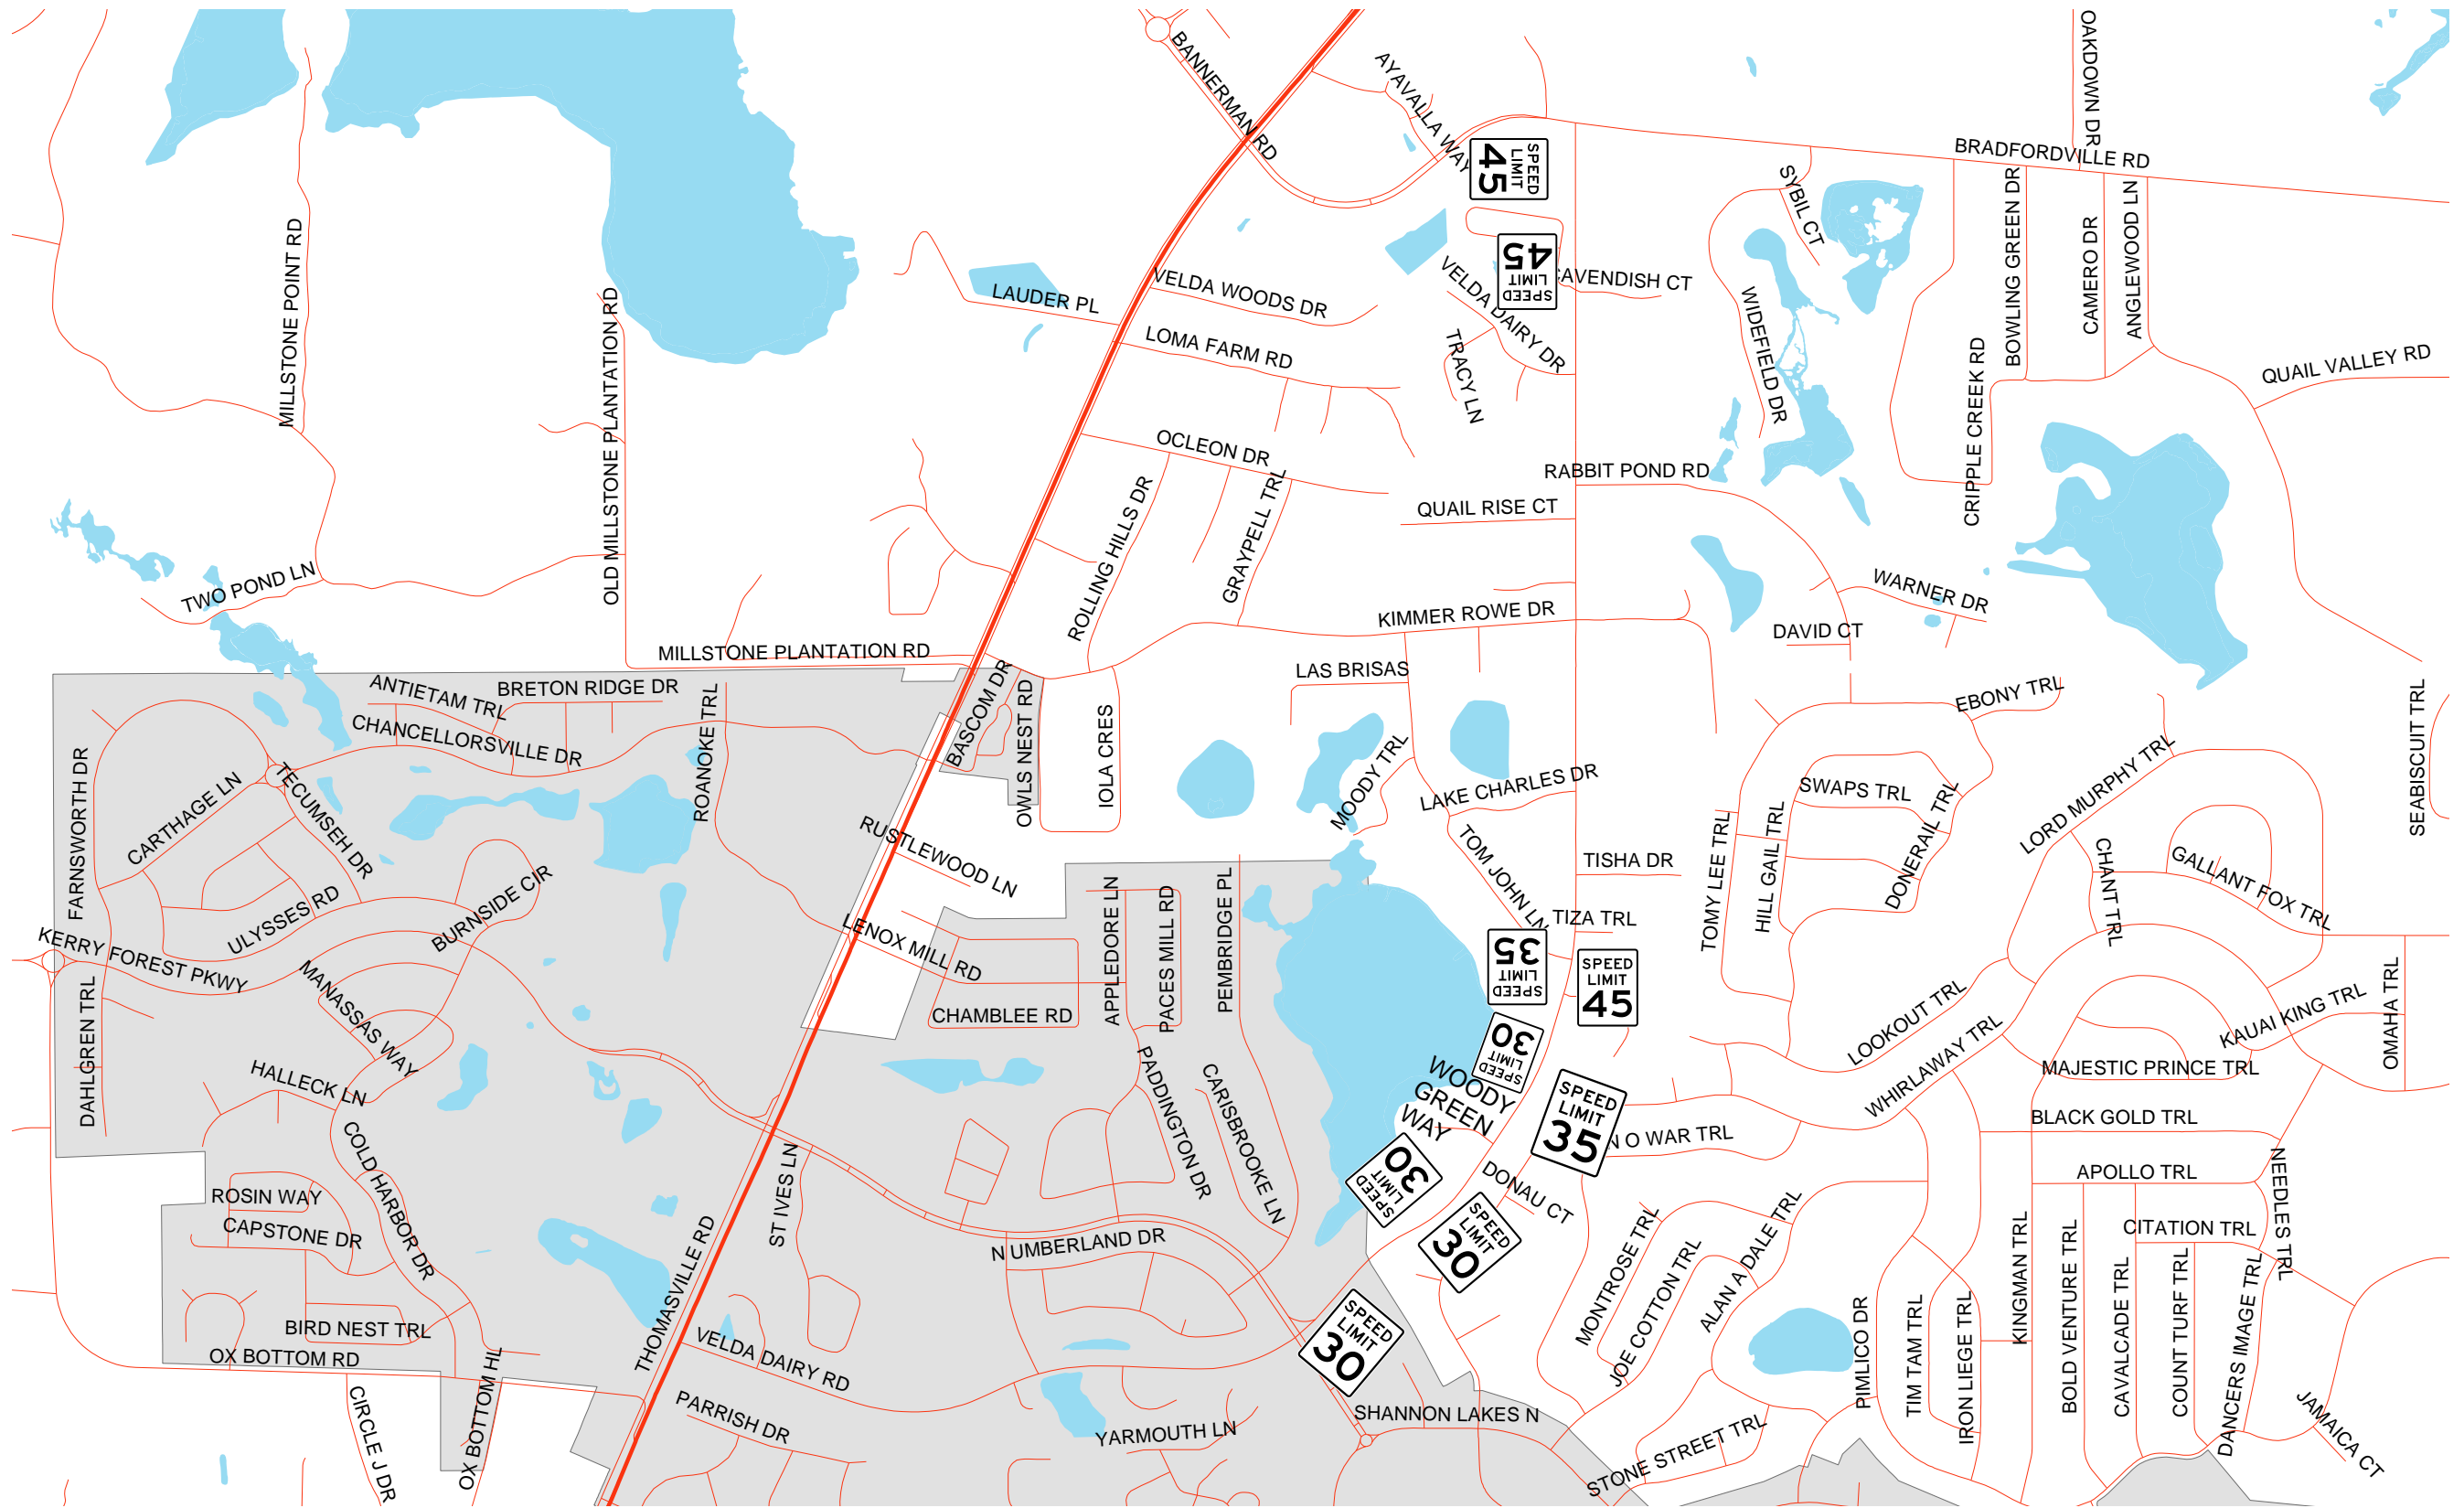 BANNERMAN RD
AYAVALLA WAY
OAKDOWN DR
BRADFORDVILLE RD
SPEED
LIMIT
45
SYBIL CT
BOWLING GREEN DR
CAMERO DR
ANGLEWOOD LN
MILLSTONE POINT RD
OLD MILLSTONE PLANTATION RD
LAUDER PL
VELDA WOODS DR
VELDA DAIRY DR
SPEED
LIMIT
45
CAVENDISH CT
WIDEFIELD DR
LOMA FARM RD
TRACY LN
CRIPPLE CREEK RD
QUAIL VALLEY RD
OCLEON DR
RABBIT POND RD
QUAIL RISE CT
ROLLING HILLS DR
GRAYPELL TRL
TWO POND LN
WARNER DR
KIMMER ROWE DR
DAVID CT
MILLSTONE PLANTATION RD
LAS BRISAS
ANTIETAM TRL
BRETON RIDGE DR
CHANCELLORSVILLE DR
ROANOKE TRL
BASCOM DR
OWLS NEST RD
IOLA CRES
EBONY TRL
SEABISCUIT TRL
FARNSWORTH DR
CARTHAGE LN
TECUMSEH DR
MOODY TRL
LAKE CHARLES DR
SWAPS TRL
LORD MURPHY TRL
RUSTLEWOOD LN
TOM JOHN LN
TISHA DR
TOMY LEE TRL
HILL GAIL TRL
DONERAIL TRL
CHANT TRL
GALLANT FOX TRL
ULYSSES RD
BURNSIDE CIR
APPLEDORE LN
PACES MILL RD
PEMBRIDGE PL
TIZA TRL
KERRY FOREST PKWY
LENOX MILL RD
SPEED
LIMIT
35
SPEED
LIMIT
45
MANASSAS WAY
DAHLGREN TRL
CHAMBLEE RD
LOOKOUT TRL
KAUAI KING TRL
OMAHA TRL
SPEED
LIMIT
30
HALLECK LN
PADDINGTON DR
CARISBROOKE LN
WOODY
GREEN
WAY
SPEED
LIMIT
35
WHIRLAWAY TRL
MAJESTIC PRINCE TRL
BLACK GOLD TRL
N O WAR TRL
COLD HARBOR DR
SPEED
LIMIT
30
DONAU CT
APOLLO TRL
NEEDLES TRL
ROSIN WAY
CAPSTONE DR
ST IVES LN
N UMBERLAND DR
SPEED
LIMIT
30
MONTROSE TRL
JOE COTTON TRL
ALAN A DALE TRL
KINGMAN TRL
BOLD VENTURE TRL
CITATION TRL
CAVALCADE TRL
COUNT TURF TRL
DANCERS IMAGE TRL
BIRD NEST TRL
THOMASVILLE RD
VELDA DAIRY RD
SPEED
LIMIT
30
PIMLICO DR
TIM TAM TRL
IRON LIEGE TRL
OX BOTTOM RD
CIRCLE J DR
OX BOTTOM HL
PARRISH DR
YARMOUTH LN
SHANNON LAKES N
STONE STREET TRL
JAMAICA CT